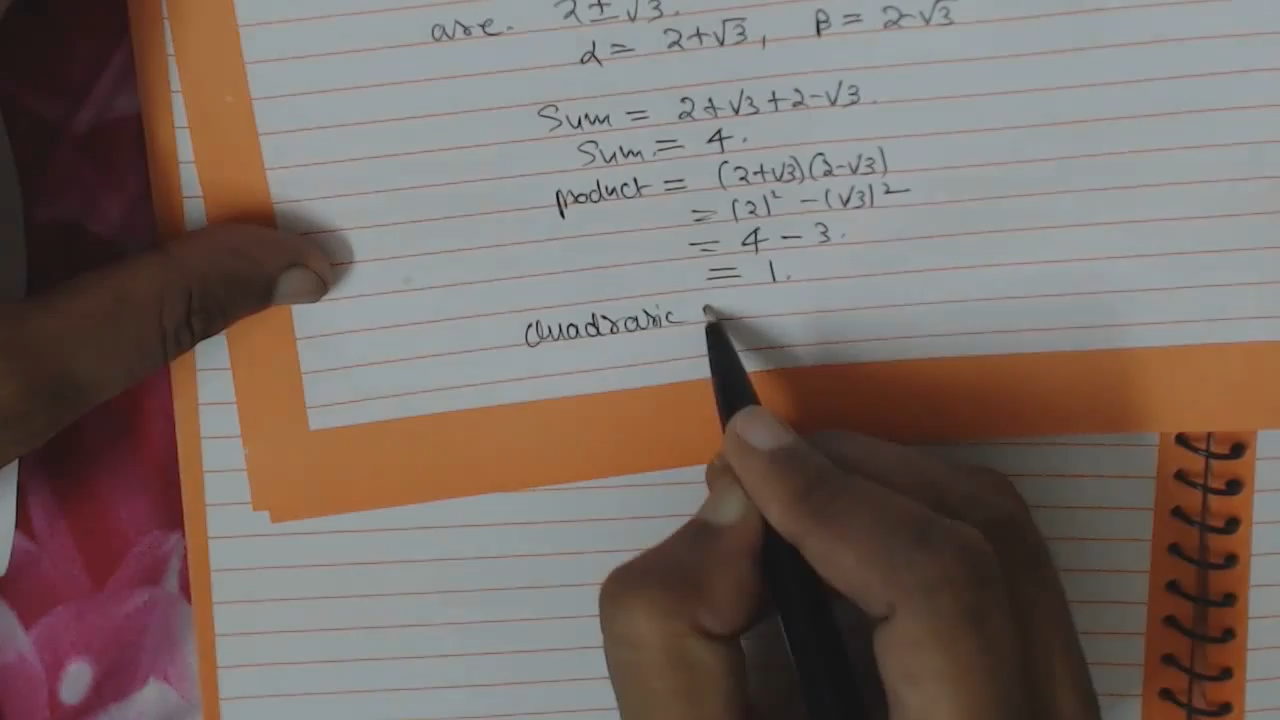 are. 2±√3.
α = 2+√3, β = 2-√3
Sum = 2+√3+2-√3.
Sum = 4.
product = (2+√3)(2-√3)
= (2)² - (√3)²
= 4 - 3.
= 1.
Quadraric